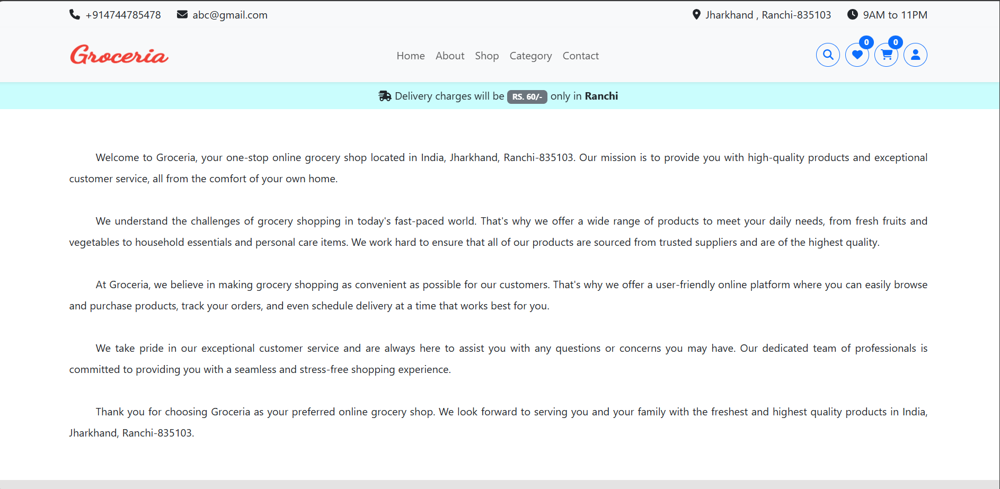 +914744785478 abc@gmail.com Jharkhand , Ranchi-835103 9AM to 11PM
Groceria Home About Shop Category Contact 0 0
Delivery charges will be RS. 60/- only in Ranchi
Welcome to Groceria, your one-stop online grocery shop located in India, Jharkhand, Ranchi-835103. Our mission is to provide you with high-quality products and exceptional
customer service, all from the comfort of your own home.
We understand the challenges of grocery shopping in today's fast-paced world. That's why we offer a wide range of products to meet your daily needs, from fresh fruits and
vegetables to household essentials and personal care items. We work hard to ensure that all of our products are sourced from trusted suppliers and are of the highest quality.
At Groceria, we believe in making grocery shopping as convenient as possible for our customers. That's why we offer a user-friendly online platform where you can easily browse
and purchase products, track your orders, and even schedule delivery at a time that works best for you.
We take pride in our exceptional customer service and are always here to assist you with any questions or concerns you may have. Our dedicated team of professionals is
committed to providing you with a seamless and stress-free shopping experience.
Thank you for choosing Groceria as your preferred online grocery shop. We look forward to serving you and your family with the freshest and highest quality products in India,
Jharkhand, Ranchi-835103.